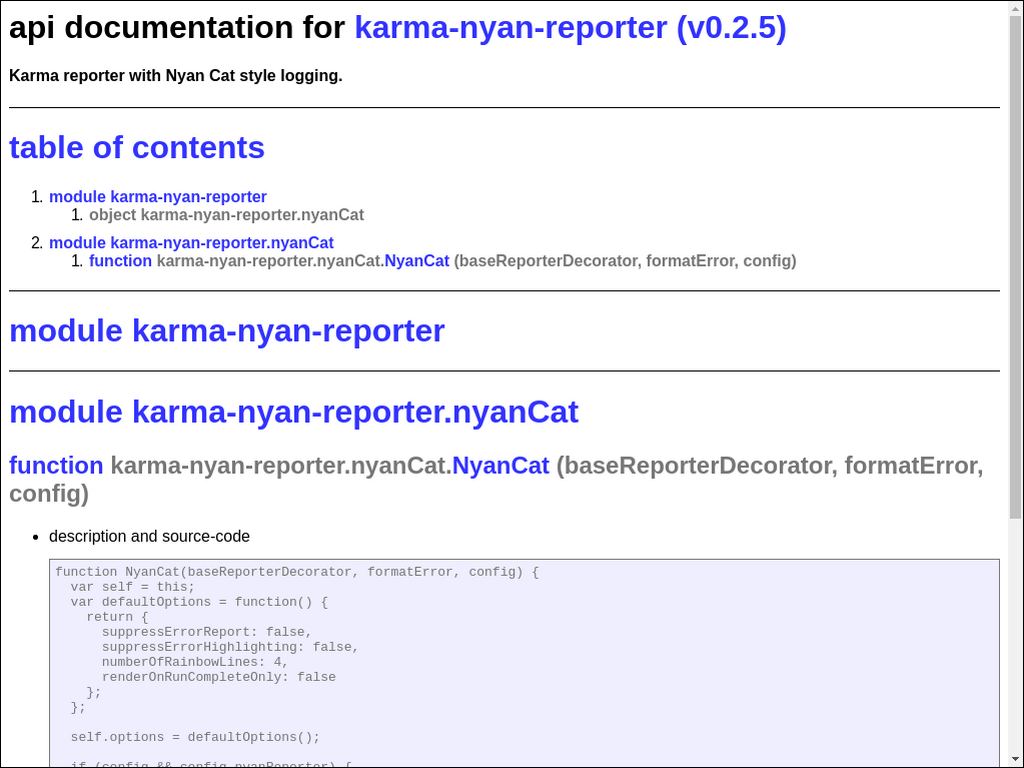 api documentation for karma-nyan-reporter (v0.2.5)
Karma reporter with Nyan Cat style logging.
table of contents
1. module karma-nyan-reporter
1. object karma-nyan-reporter.nyanCat
2. module karma-nyan-reporter.nyanCat
1. function karma-nyan-reporter.nyanCat.NyanCat (baseReporterDecorator, formatError, config)
module karma-nyan-reporter
module karma-nyan-reporter.nyanCat
function karma-nyan-reporter.nyanCat.NyanCat (baseReporterDecorator, formatError,
config)
• description and source-code
function NyanCat(baseReporterDecorator, formatError, config) {
  var self = this;
  var defaultOptions = function() {
    return {
      suppressErrorReport: false,
      suppressErrorHighlighting: false,
      numberOfRainbowLines: 4,
      renderOnRunCompleteOnly: false
    };
  };
  self.options = defaultOptions();
  if (config && config.nyanReporter) {